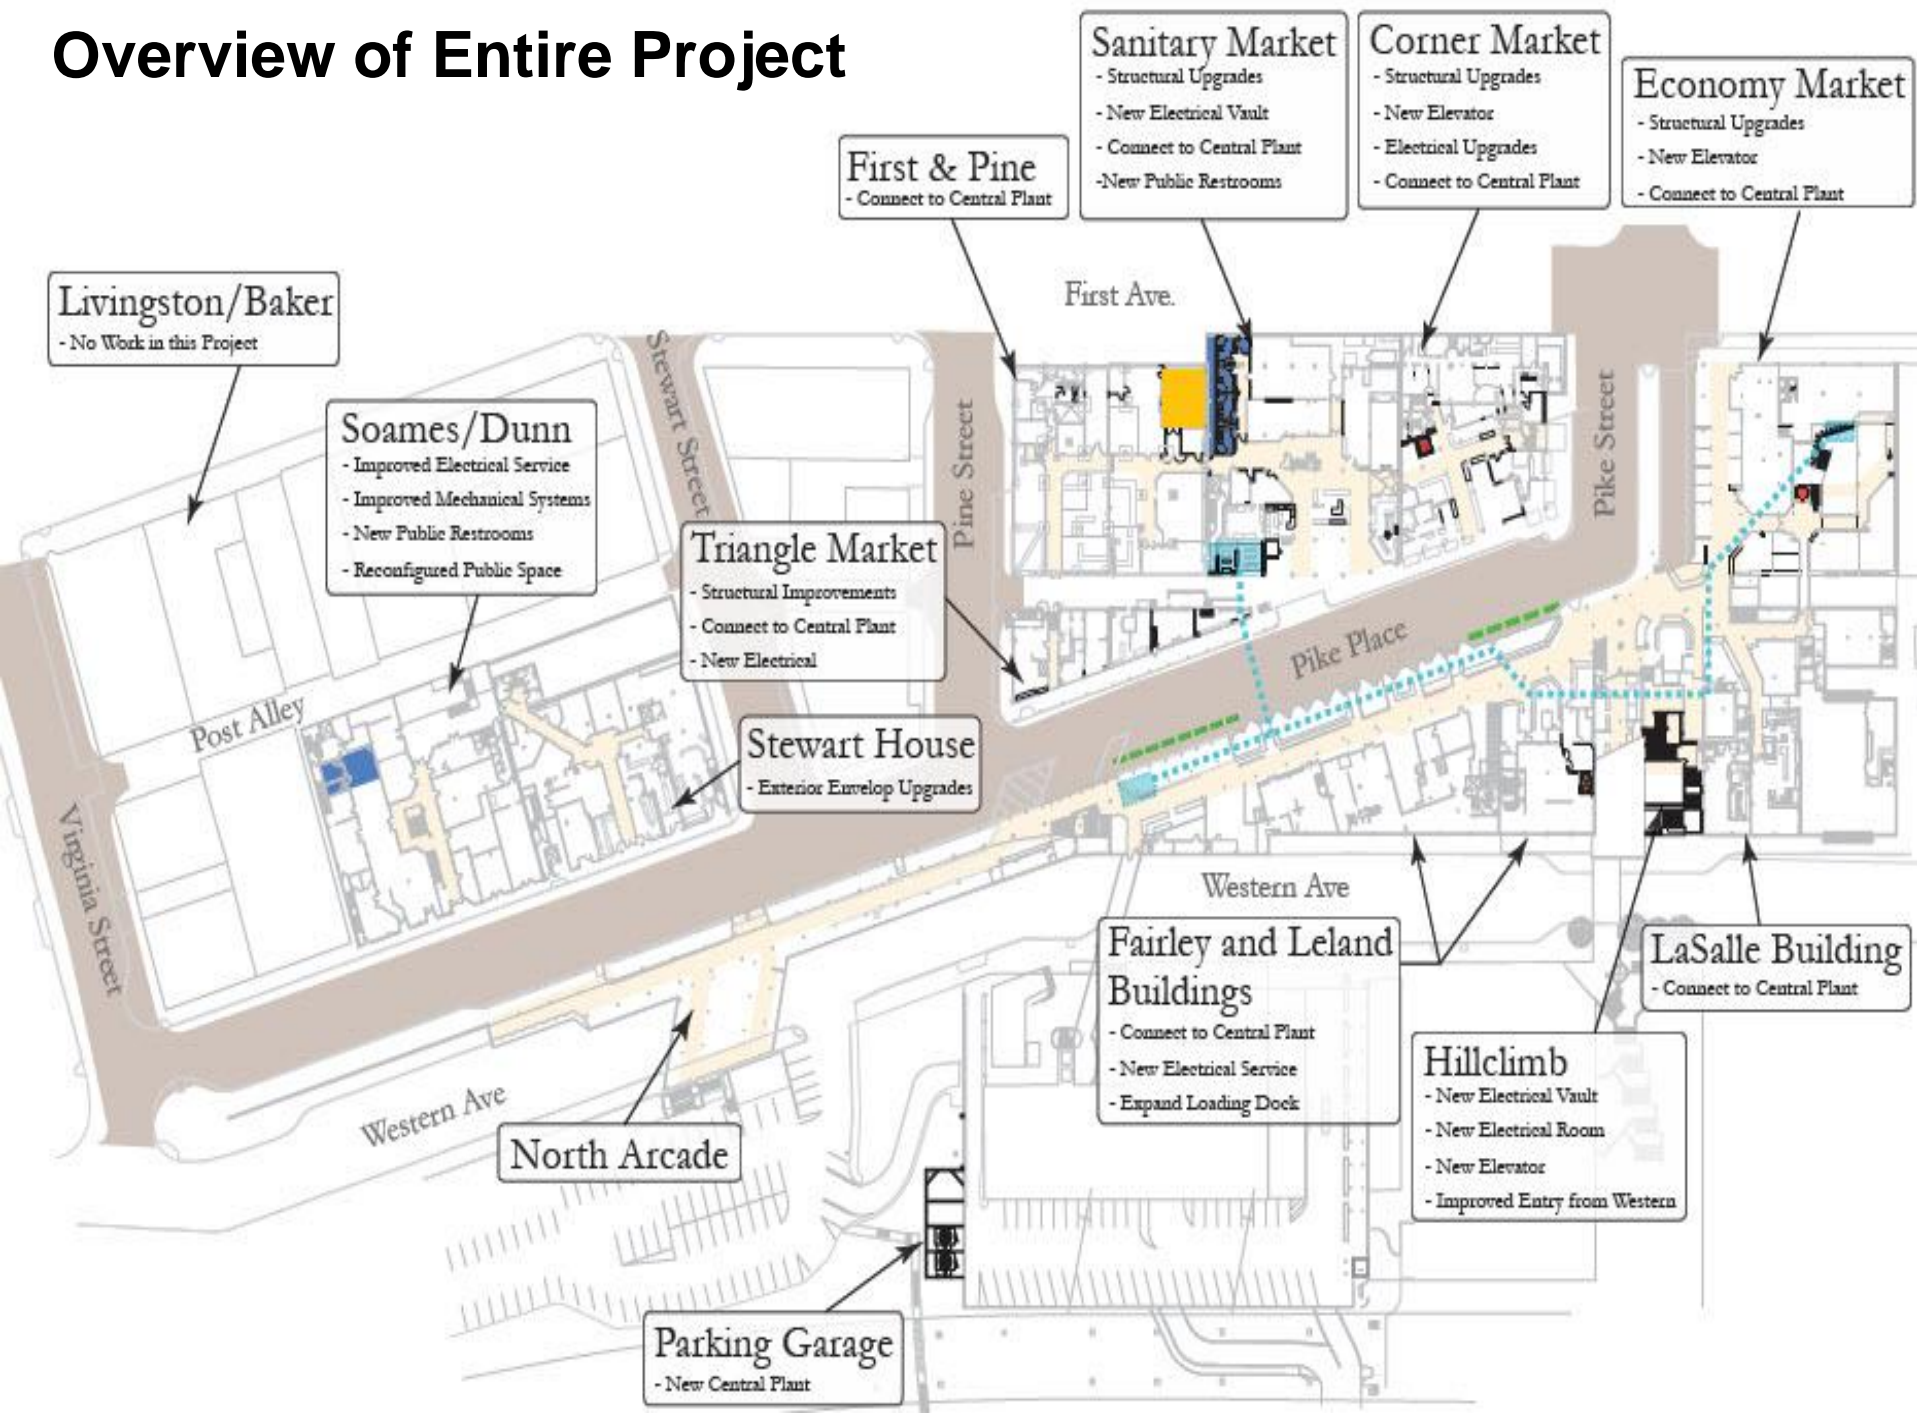 Overview of Entire Project
Sanitary Market
- Structural Upgrades
- New Electrical Vault
- Connect to Central Plant
-New Public Restrooms
Corner Market
- Structural Upgrades
- New Elevator
- Electrical Upgrades
- Connect to Central Plant
Economy Market
- Structural Upgrades
- New Elevator
- Connect to Central Plant
First & Pine
- Connect to Central Plant
First Ave.
Livingston/Baker
- No Work in this Project
Soames/Dunn
- Improved Electrical Service
- Improved Mechanical Systems
- New Public Restrooms
- Reconfigured Public Space
Stewart Street
Pine Street
Pike Street
Triangle Market
- Structural Improvements
- Connect to Central Plant
- New Electrical
Pike Place
Post Alley
Stewart House
- Exterior Envelop Upgrades
Virginia Street
Western Ave
Fairley and Leland
Buildings
- Connect to Central Plant
- New Electrical Service
- Expand Loading Dock
LaSalle Building
- Connect to Central Plant
Hillclimb
- New Electrical Vault
- New Electrical Room
- New Elevator
- Improved Entry from Western
Western Ave
North Arcade
Parking Garage
- New Central Plant